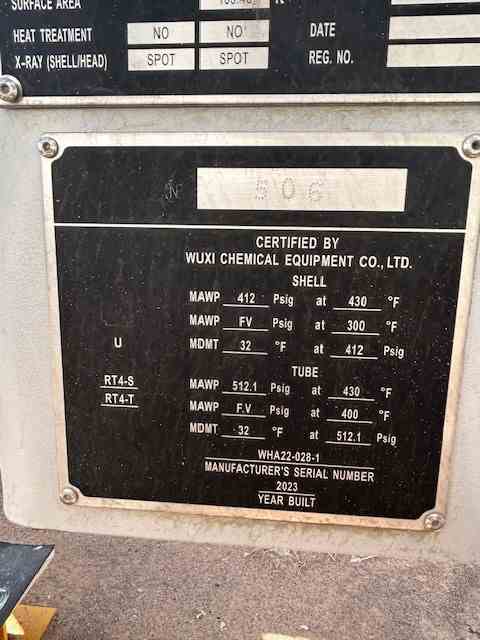 SURFACE AREA
HEAT TREATMENT NO NO DATE
X-RAY (SHELL/HEAD) SPOT SPOT REG. NO.
N 506
CERTIFIED BY
WUXI CHEMICAL EQUIPMENT CO., LTD.
SHELL
MAWP 412 Psig at 430 °F
MAWP FV Psig at 300 °F
U MDMT 32 °F at 412 Psig
TUBE
RT4-S MAWP 512.1 Psig at 430 °F
RT4-T MAWP F.V Psig at 400 °F
MDMT 32 °F at 512.1 Psig
WHA22-028-1
MANUFACTURER'S SERIAL NUMBER
2023
YEAR BUILT